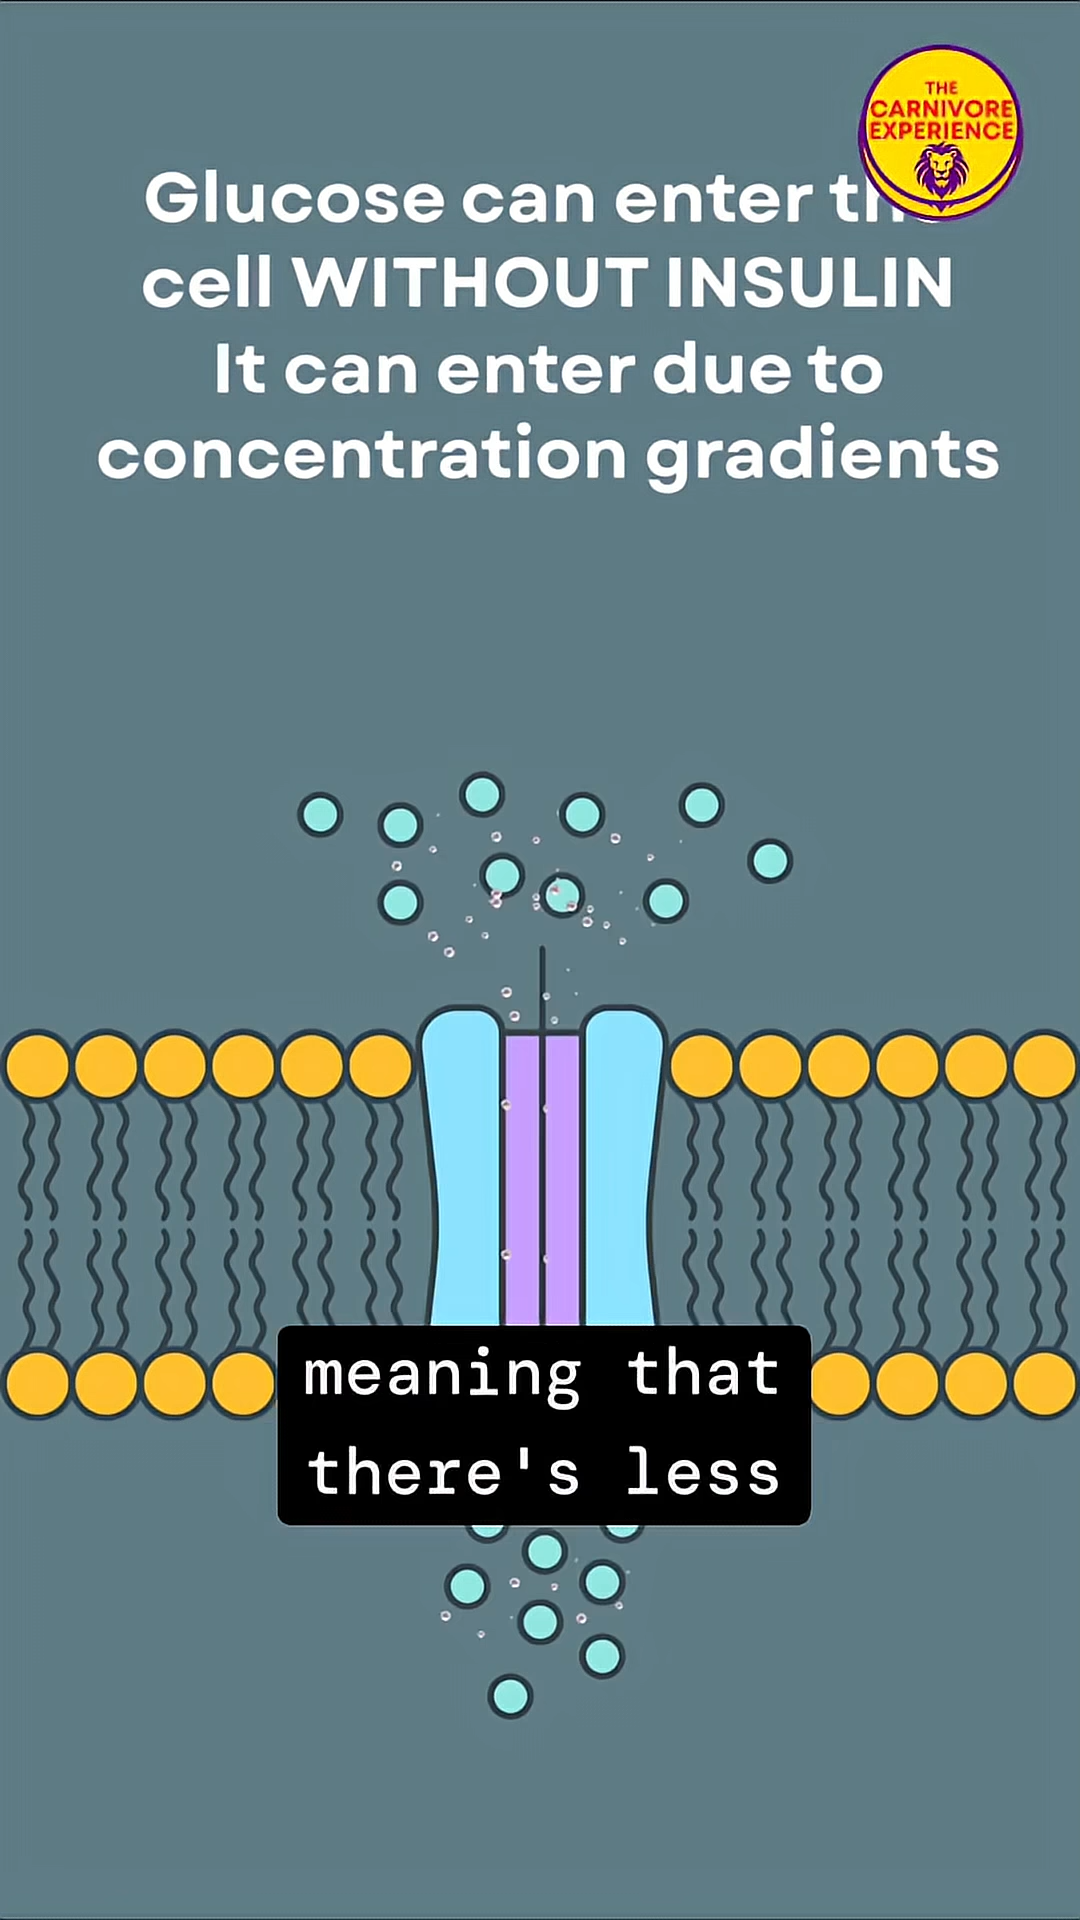 THE
CARNIVORE
EXPERIENCE
Glucose can enter
cell WITHOUT INSULIN
It can enter due to
concentration gradients
meaning that
there's less